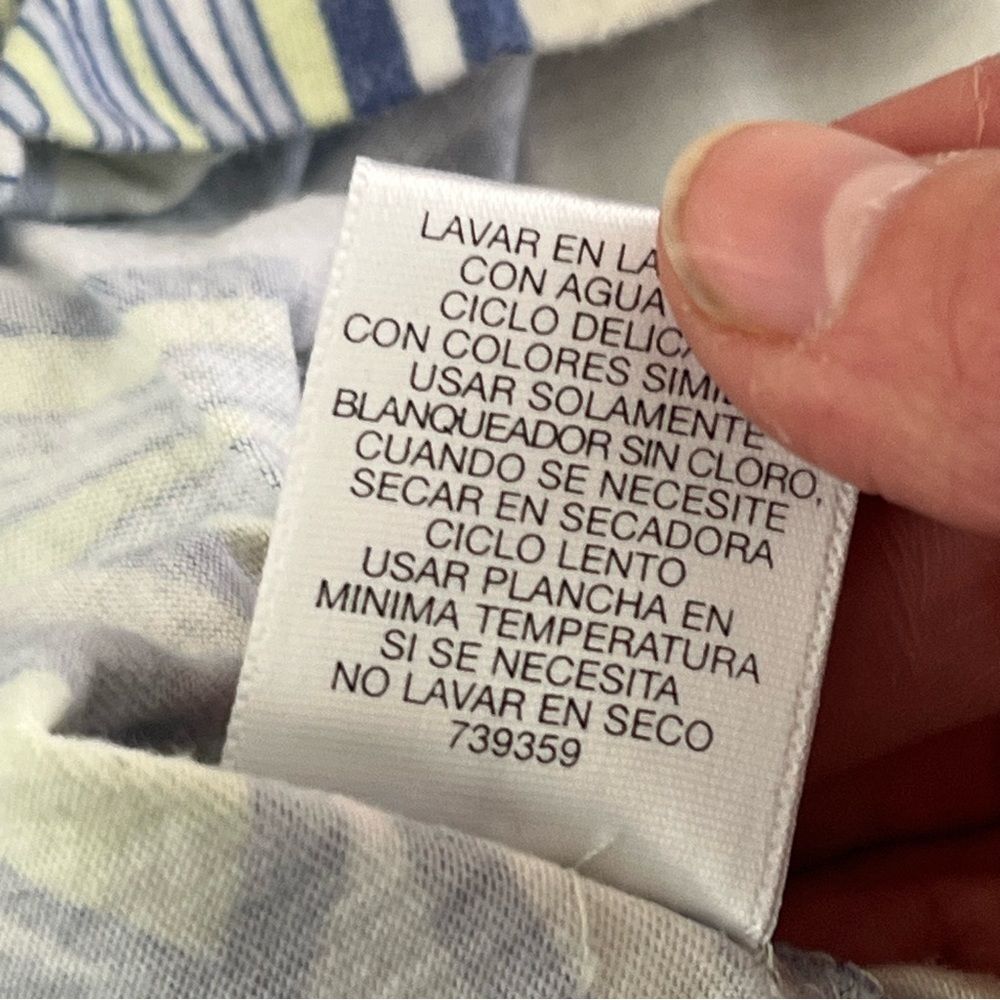 LAVAR EN LA
CON AGUA
CICLO DELIC
CON COLORES SIMI
USAR SOLAMENTE
BLANQUEADOR SIN CLORO,
CUANDO SE NECESITE
SECAR EN SECADORA
CICLO LENTO
USAR PLANCHA EN
MINIMA TEMPERATURA
SI SE NECESITA
NO LAVAR EN SECO
739359